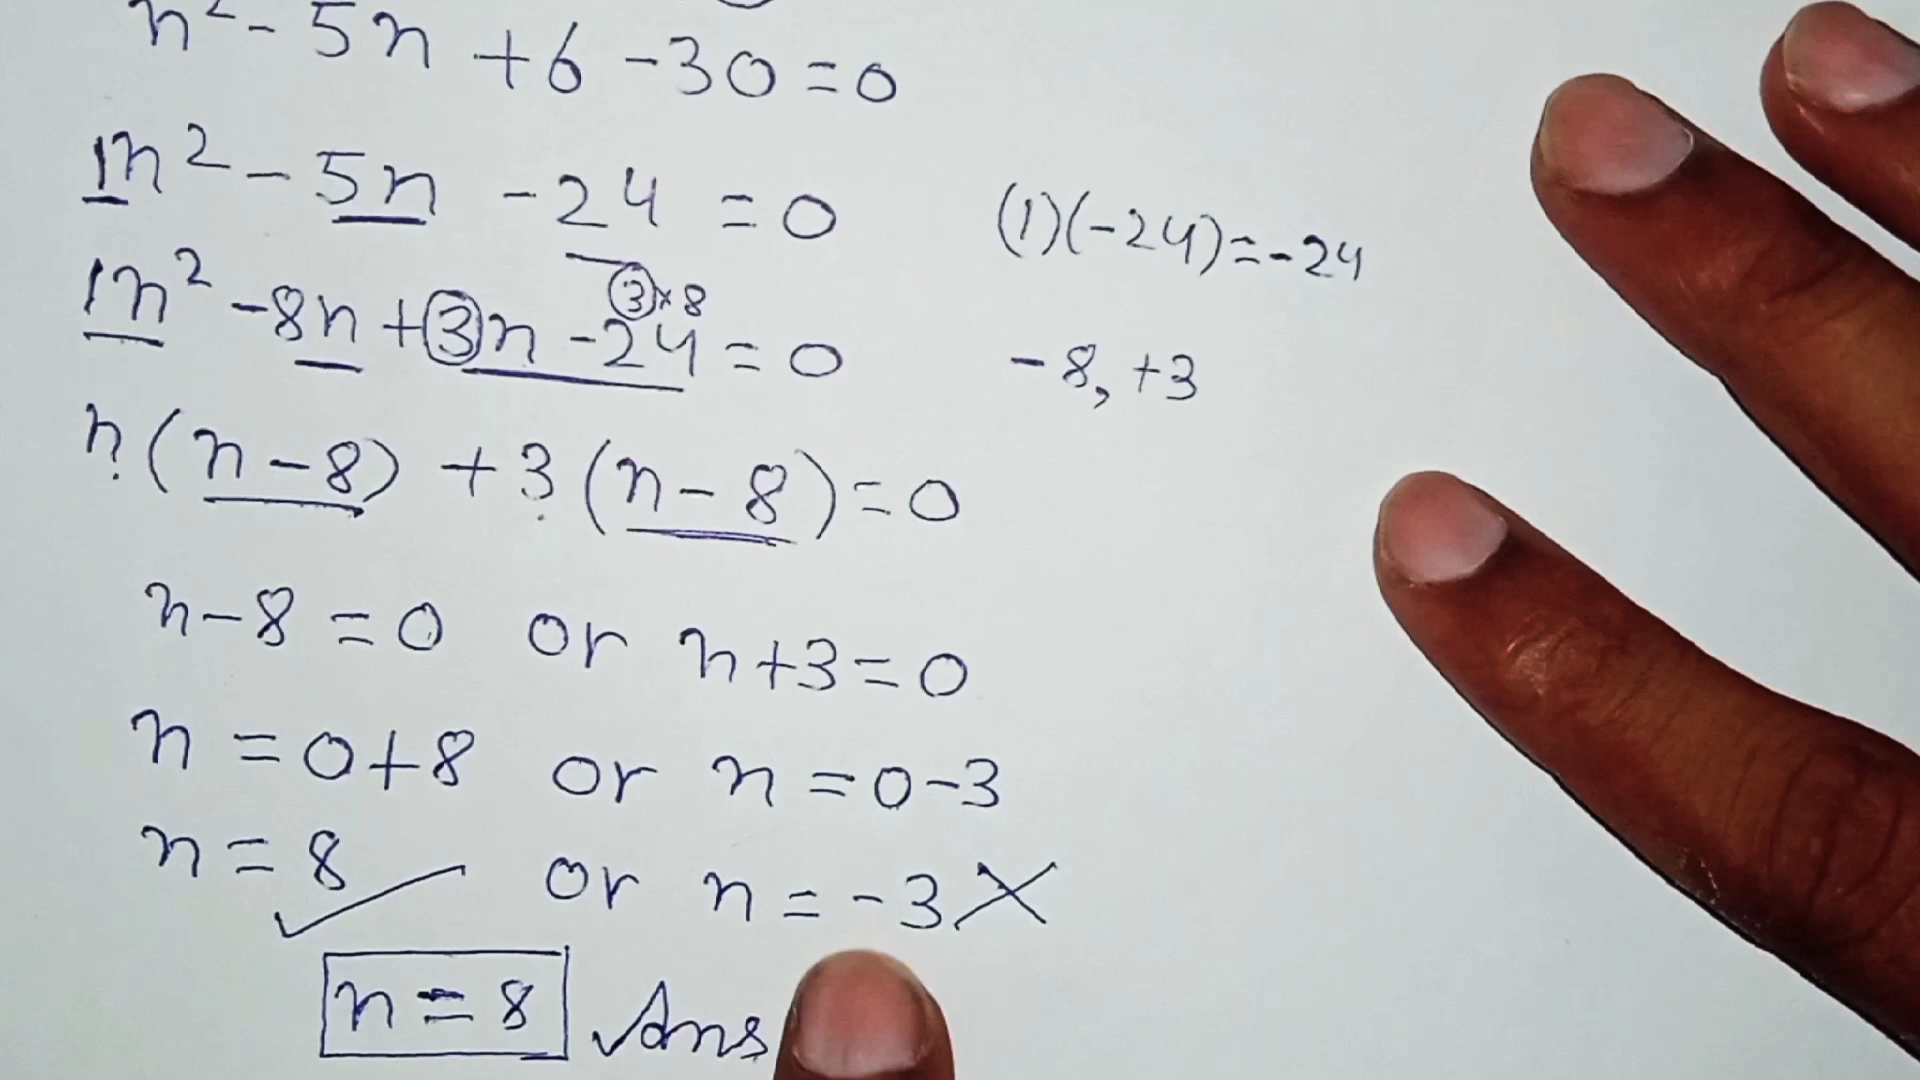 n² - 5n + 6 - 30 = 0
1n² - 5n - 24 = 0
(1)(-24) = -24
3 × 8
1n² - 8n + 3n - 24 = 0
-8, +3
n(n - 8) + 3(n - 8) = 0
n - 8 = 0 or n + 3 = 0
n = 0 + 8 or n = 0 - 3
n = 8 ✓ or n = -3 X
n = 8 Ans